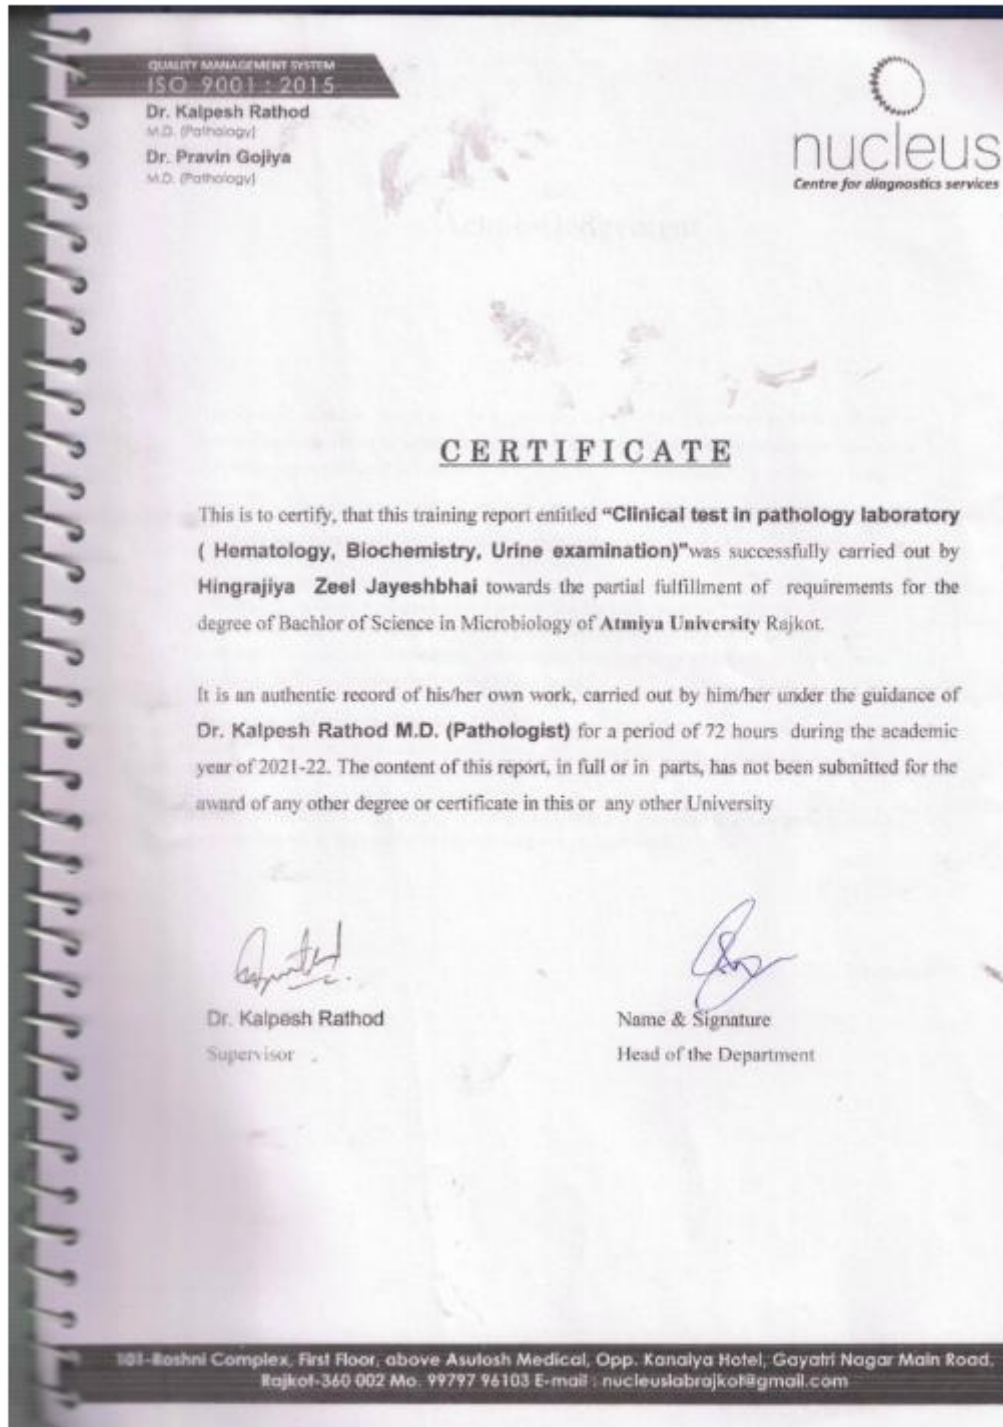 QUALITY MANAGEMENT SYSTEM
ISO 9001 : 2015
Dr. Kalpesh Rathod
M.D. (Pathology)
Dr. Pravin Gojiya
M.D. (Pathology)
nucleus
Centre for diagnostics services
CERTIFICATE
This is to certify, that this training report entitled “Clinical test in pathology laboratory
( Hematology, Biochemistry, Urine examination)"was successfully carried out by
Hingrajiya Zeel Jayeshbhai towards the partial fulfillment of requirements for the
degree of Bachlor of Science in Microbiology of Atmiya University Rajkot.
It is an authentic record of his/her own work, carried out by him/her under the guidance of
Dr. Kalpesh Rathod M.D. (Pathologist) for a period of 72 hours during the academic
year of 2021-22. The content of this report, in full or in parts, has not been submitted for the
award of any other degree or certificate in this or any other University
Dr. Kalpesh Rathod
Supervisor
Name & Signature
Head of the Department
101-Roshni Complex, First Floor, above Asutosh Medical, Opp. Kanaiya Hotel, Gayatri Nagar Main Road.
Rajkot-360 002 Mo. 99797 96103 E-mail : nucleuslabrajkot@gmail.com